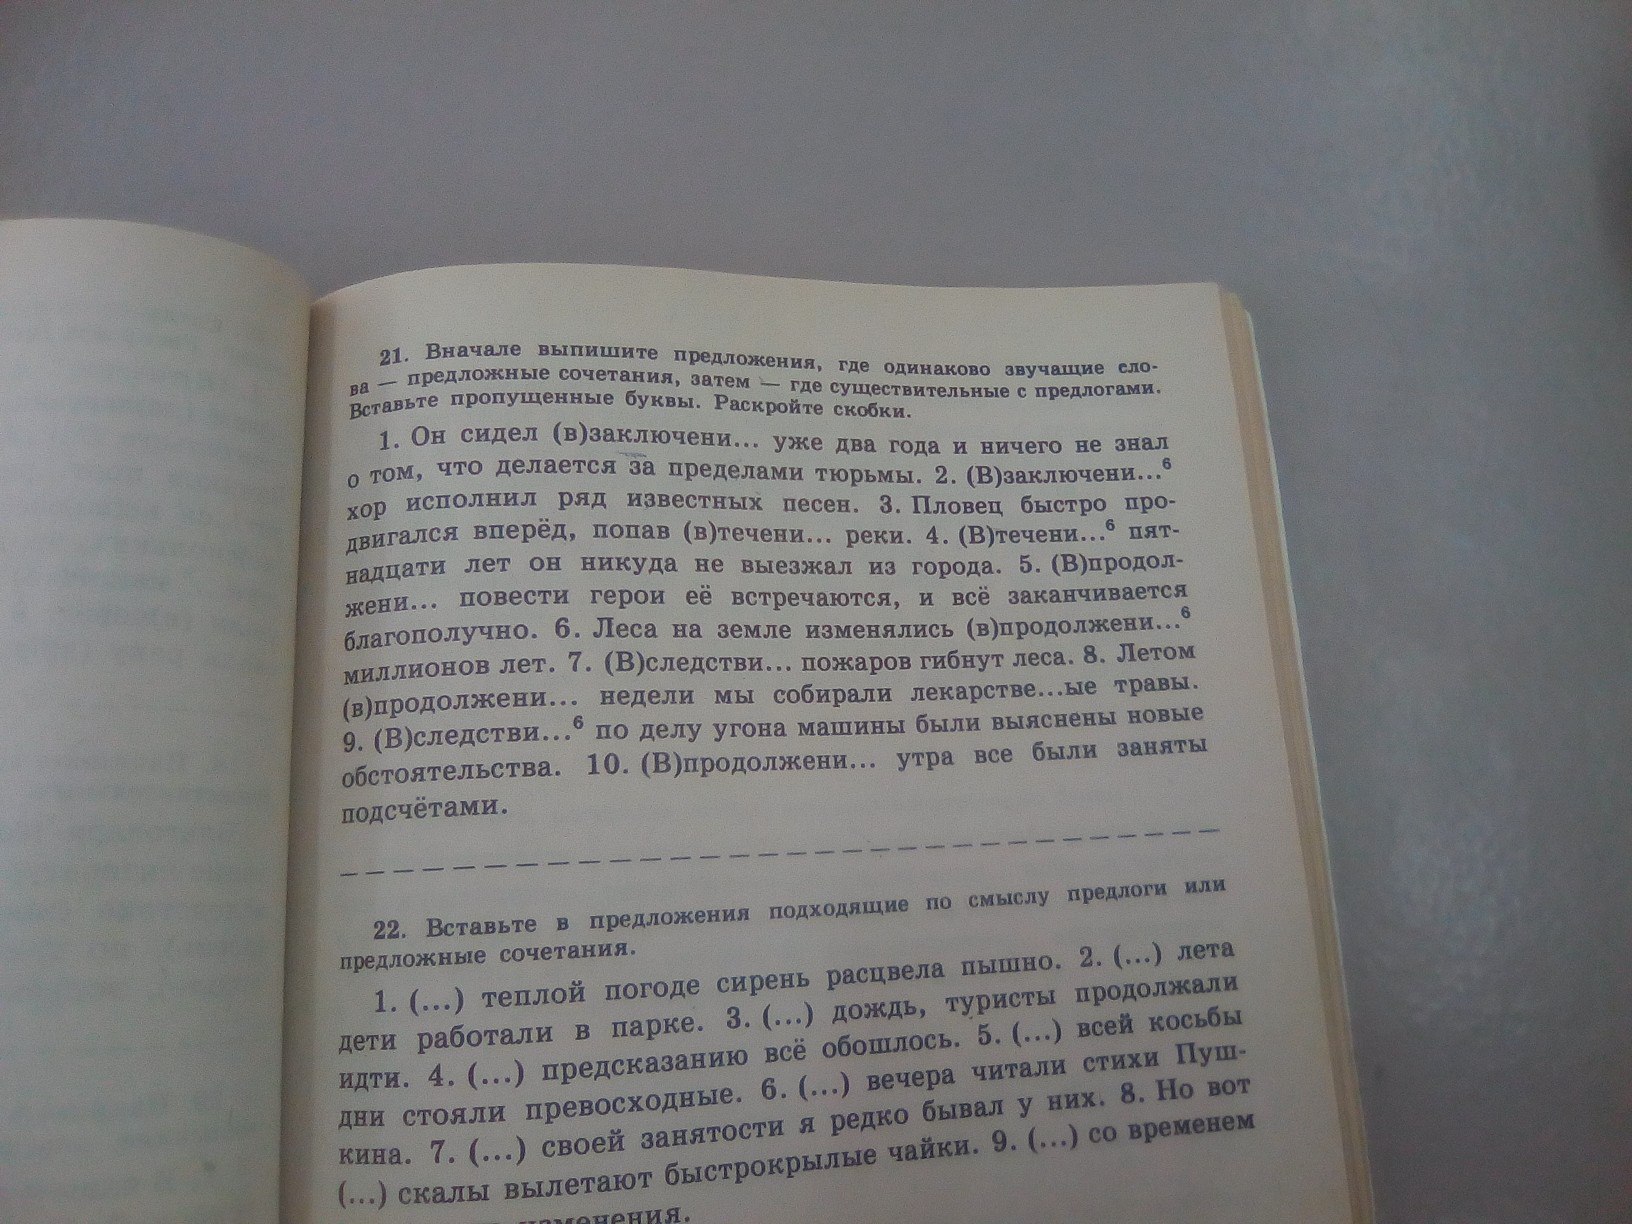 21. Вначале выпишите предложения, где одинаково звучащие сло-
ва — предложные сочетания, затем — где существительные с предлогами.
Вставьте пропущенные буквы. Раскройте скобки.
1. Он сидел (в)заключени... уже два года и ничего не знал
о том, что делается за пределами тюрьмы. 2. (В)заключени...⁶
хор исполнил ряд известных песен. 3. Пловец быстро про-
двигался вперёд, попав (в)течени... реки. 4. (В)течени...⁶ пят-
надцати лет он никуда не выезжал из города. 5. (В)продол-
жени... повести герои её встречаются, и всё заканчивается
благополучно. 6. Леса на земле изменялись (в)продолжени...⁶
миллионов лет. 7. (В)следстви... пожаров гибнут леса. 8. Летом
(в)продолжени... недели мы собирали лекарстве...ые травы.
9. (В)следстви...⁶ по делу угона машины были выяснены новые
обстоятельства. 10. (В)продолжени... утра все были заняты
подсчётами.
22. Вставьте в предложения подходящие по смыслу предлоги или
предложные сочетания.
1. (...) теплой погоде сирень расцвела пышно. 2. (...) лета
дети работали в парке. 3. (...) дождь, туристы продолжали
идти. 4. (...) предсказанию всё обошлось. 5. (...) всей косьбы
дни стояли превосходные. 6. (...) вечера читали стихи Пуш-
кина. 7. (...) своей занятости я редко бывал у них. 8. Но вот
(...) скалы вылетают быстрокрылые чайки. 9. (...) со временем
изменения.